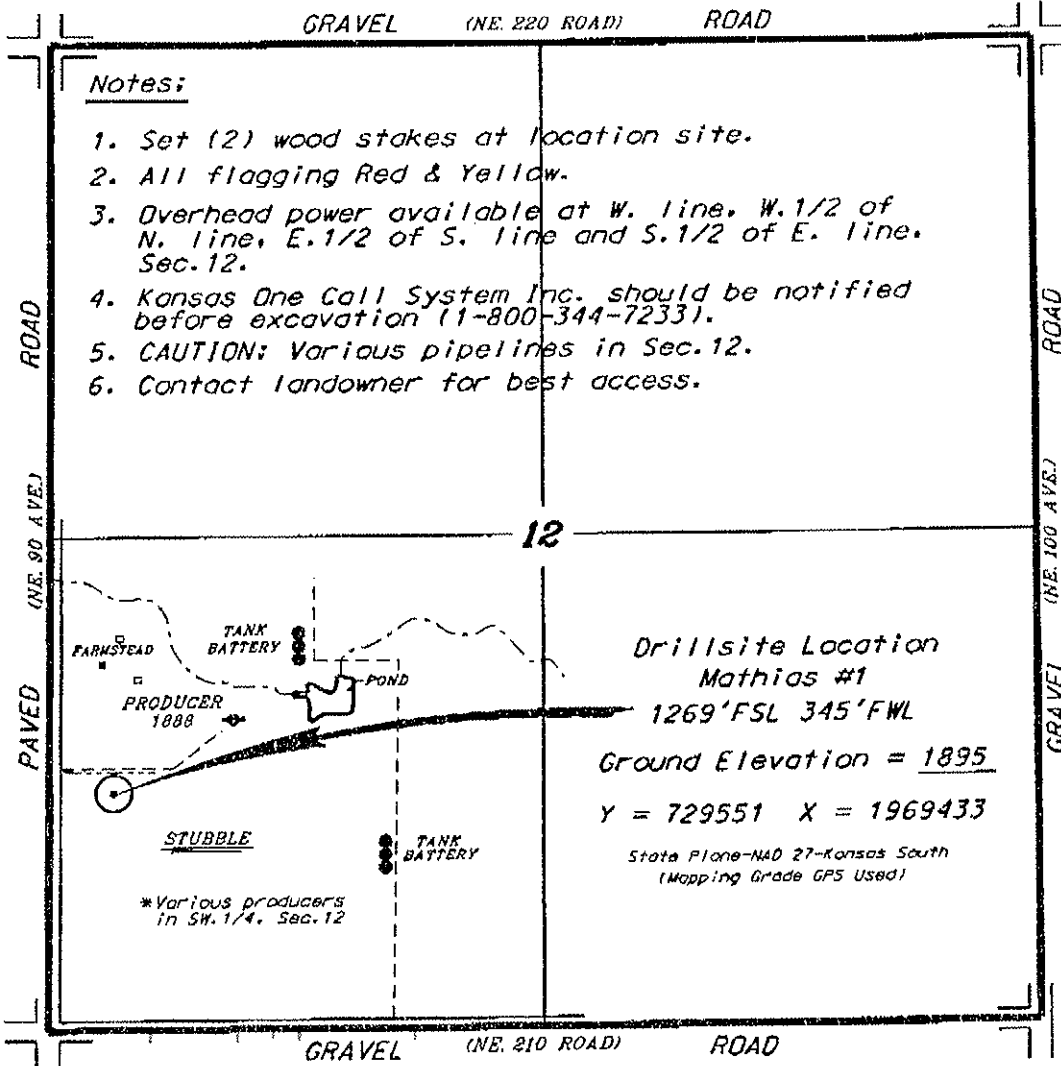 GRAVEL (NE. 220 ROAD) ROAD
Notes:
1. Set (2) wood stakes at location site.
2. All flagging Red & Yellow.
3. Overhead power available at W. line, W.1/2 of
N. line, E.1/2 of S. line and S.1/2 of E. line,
Sec.12.
4. Kansas One Call System Inc. should be notified
before excavation (1-800-344-7233).
5. CAUTION: Various pipelines in Sec.12.
6. Contact landowner for best access.
PAVED (NE. 90 AVE.) ROAD
GRAVEL (NE. 100 AVE.) ROAD
12
FARMSTEAD
TANK
BATTERY
POND
PRODUCER
1888
STUBBLE
TANK
BATTERY
*Various producers
in SW.1/4, Sec.12
Drillsite Location
Mathias #1
1269'FSL 345'FWL
Ground Elevation = 1895
Y = 729551 X = 1969433
State Plane-NAD 27-Kansas South
(Mapping Grade GPS Used)
GRAVEL (NE. 210 ROAD) ROAD